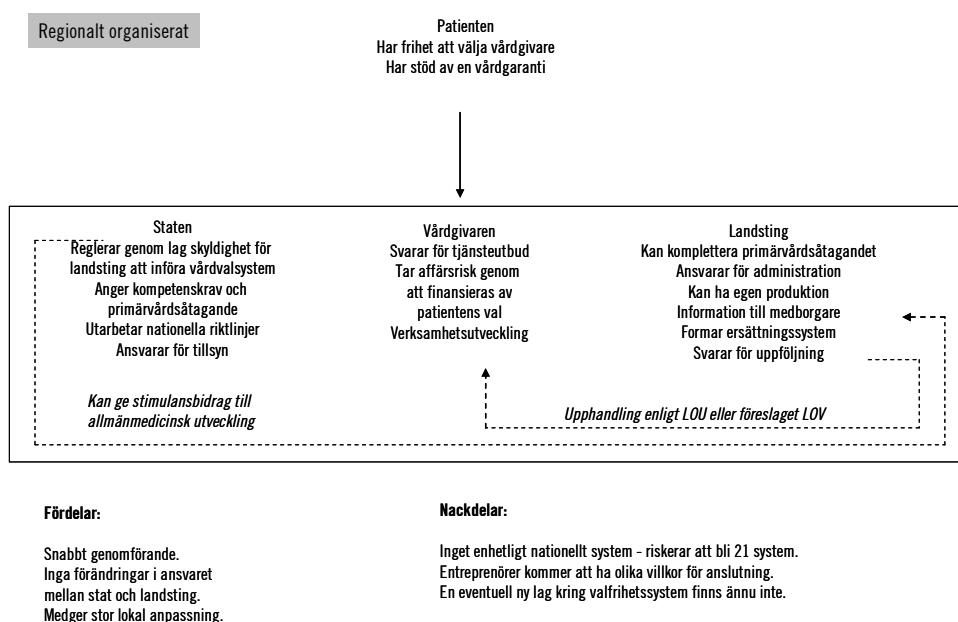 Regionalt organiserat
Patienten
Har frihet att välja vårdgivare
Har stöd av en vårdgaranti
Staten
Reglerar genom lag skyldighet för
landsting att införa vårdvalsystem
Anger kompetenskrav och
primärvårdsåtagande
Utarbetar nationella riktlinjer
Ansvarar för tillsyn
Kan ge stimulansbidrag till
allmänmedicinsk utveckling
Vårdgivaren
Svarar för tjänsteutbud
Tar affärsrisk genom
att finansieras av
patientens val
Verksamhetsutveckling
Landsting
Kan komplettera primärvårdsåtagandet
Ansvarar för administration
Kan ha egen produktion
Information till medborgare
Formar ersättningssystem
Svarar för uppföljning
Upphandling enligt LOU eller föreslaget LOV
Fördelar:
Snabbt genomförande.
Inga förändringar i ansvaret
mellan stat och landsting.
Medger stor lokal anpassning.
Nackdelar:
Inget enhetligt nationellt system - riskerar att bli 21 system.
Entreprenörer kommer att ha olika villkor för anslutning.
En eventuell ny lag kring valfrihetssystem finns ännu inte.